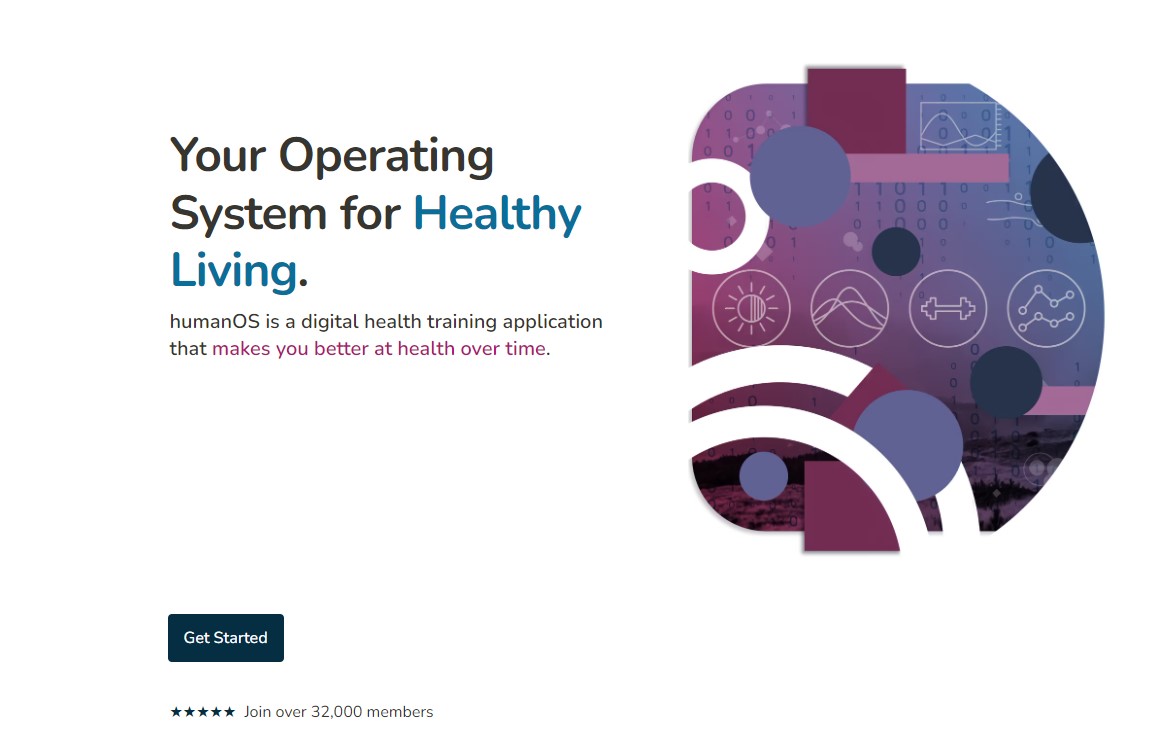 Your Operating
System for Healthy
Living.
humanOS is a digital health training application
that makes you better at health over time.
Get Started
★★★★★ Join over 32,000 members